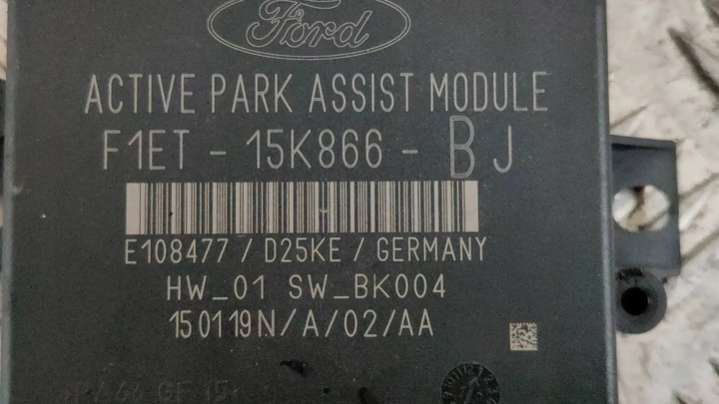 Ford
ACTIVE PARK ASSIST MODULE
F1ET - 15K866 - BJ
E108477 / D25KE / GERMANY
HW_01 SW_BK004
150119N/A/02/AA